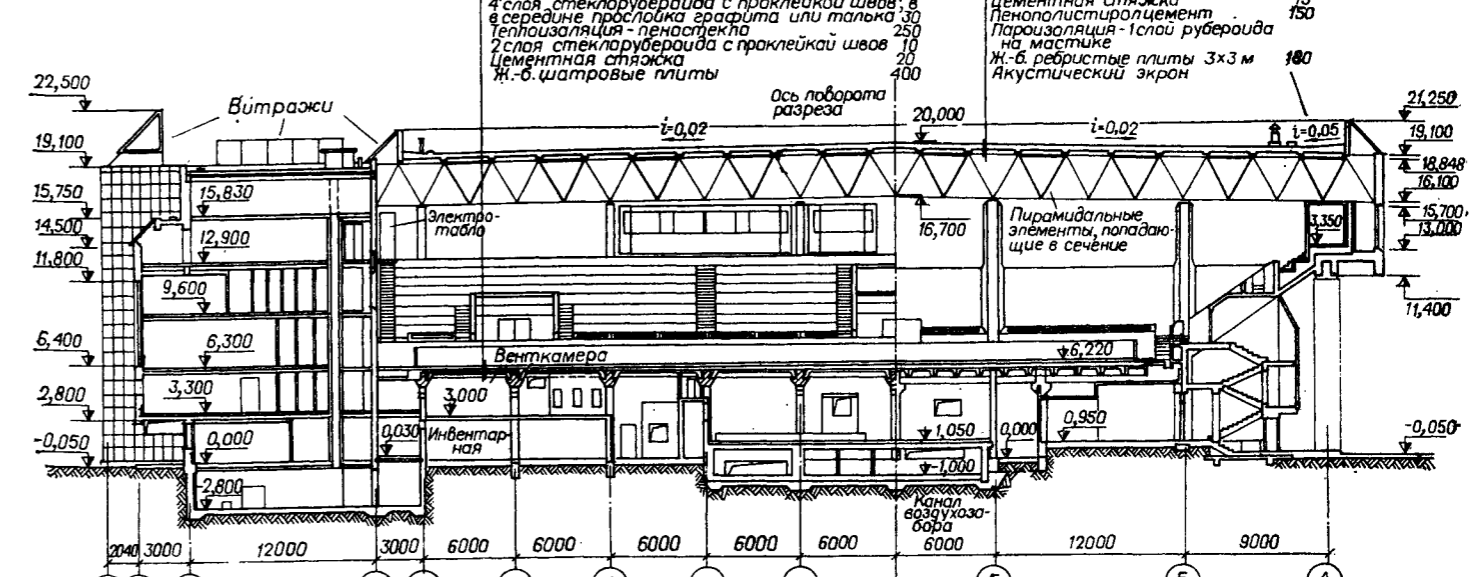 4 слоя стеклорубероида с проклейкой швов, в
в середине прослойка графита или талька 30
Теплоизоляция - пеностекло 250
2 слоя стеклорубероида с проклейкой швов 10
Цементная стяжка 20
Ж.-б. шатровые плиты 400
Цементная стяжка 15
Пенополистиролцемент 150
Пароизоляция - 1 слой рубероида
на мастике
Ж.-б. ребристые плиты 3×3 м 180
Акустический экран
22,500
19,100
15,750
14,500
11,800
6,400
2,800
-0,050
Витражи
15,830
12,900
9,600
6,300
3,300
0,000
-2,800
Электро-
табло
i=0,02
Ось поворота
разреза
20,000
i=0,02
i=0,05
16,700
Пирамидальные
элементы, попадаю-
щие в сечение
3,350
21,250
19,100
18,848
16,100
15,700
13,000
11,400
-0,050
Венткамера
6,220
3,000
0,030
Инвентар-
ная
1,050
0,000
0,950
-1,000
Канал
воздухоза-
бора
2040 3000 12000 3000 6000 6000 6000 6000 6000 6000 12000 9000